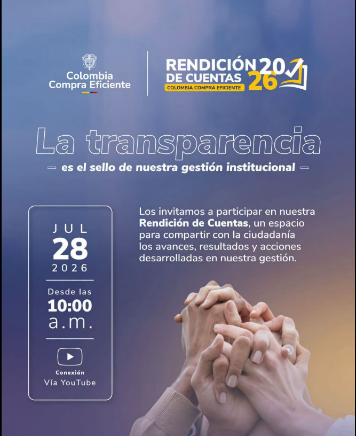 Colombia
Compra Eficiente
RENDICIÓN 20
DE CUENTAS 26
COLOMBIA COMPRA EFICIENTE
La transparencia
es el sello de nuestra gestión institucional
Los invitamos a participar en nuestra
Rendición de Cuentas, un espacio
para compartir con la ciudadanía
los avances, resultados y acciones
desarrolladas en nuestra gestión.
JUL
28
2026
Desde las
10:00
a.m.
Conexión
Vía YouTube